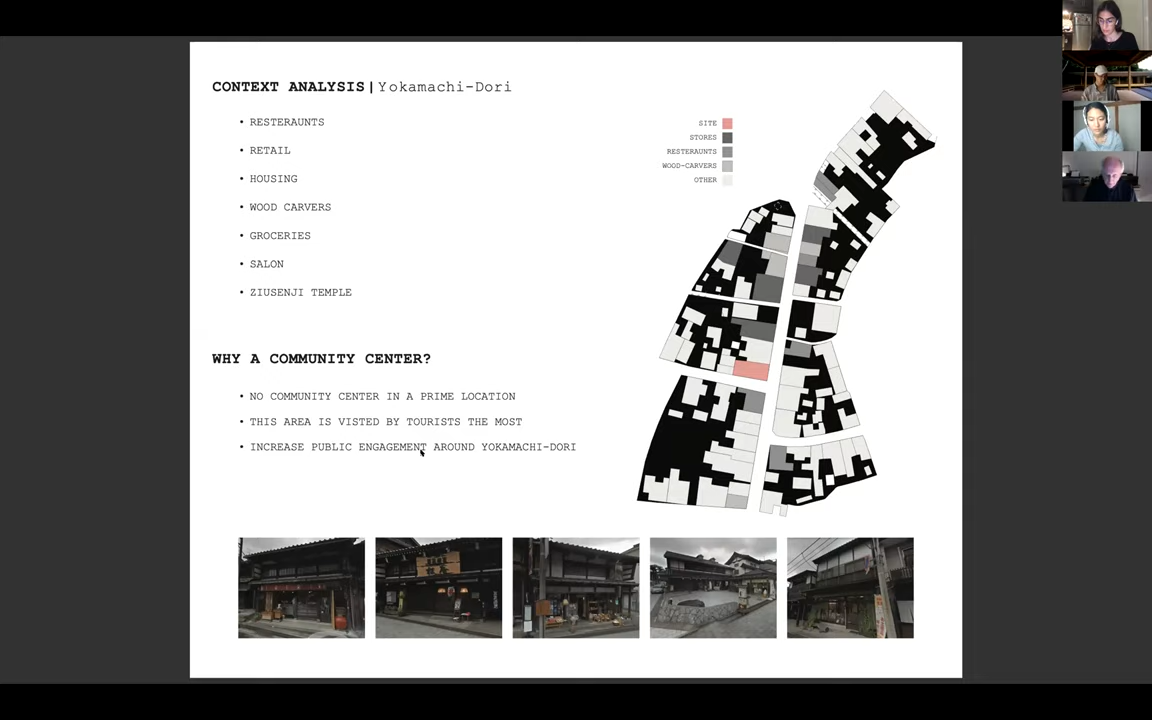 CONTEXT ANALYSIS|Yokamachi-Dori
• RESTERAUNTS
• RETAIL
• HOUSING
• WOOD CARVERS
• GROCERIES
• SALON
• ZIUSENJI TEMPLE
WHY A COMMUNITY CENTER?
• NO COMMUNITY CENTER IN A PRIME LOCATION
• THIS AREA IS VISTED BY TOURISTS THE MOST
• INCREASE PUBLIC ENGAGEMENT AROUND YOKAMACHI-DORI
SITE
STORES
RESTERAUNTS
WOOD-CARVERS
OTHER